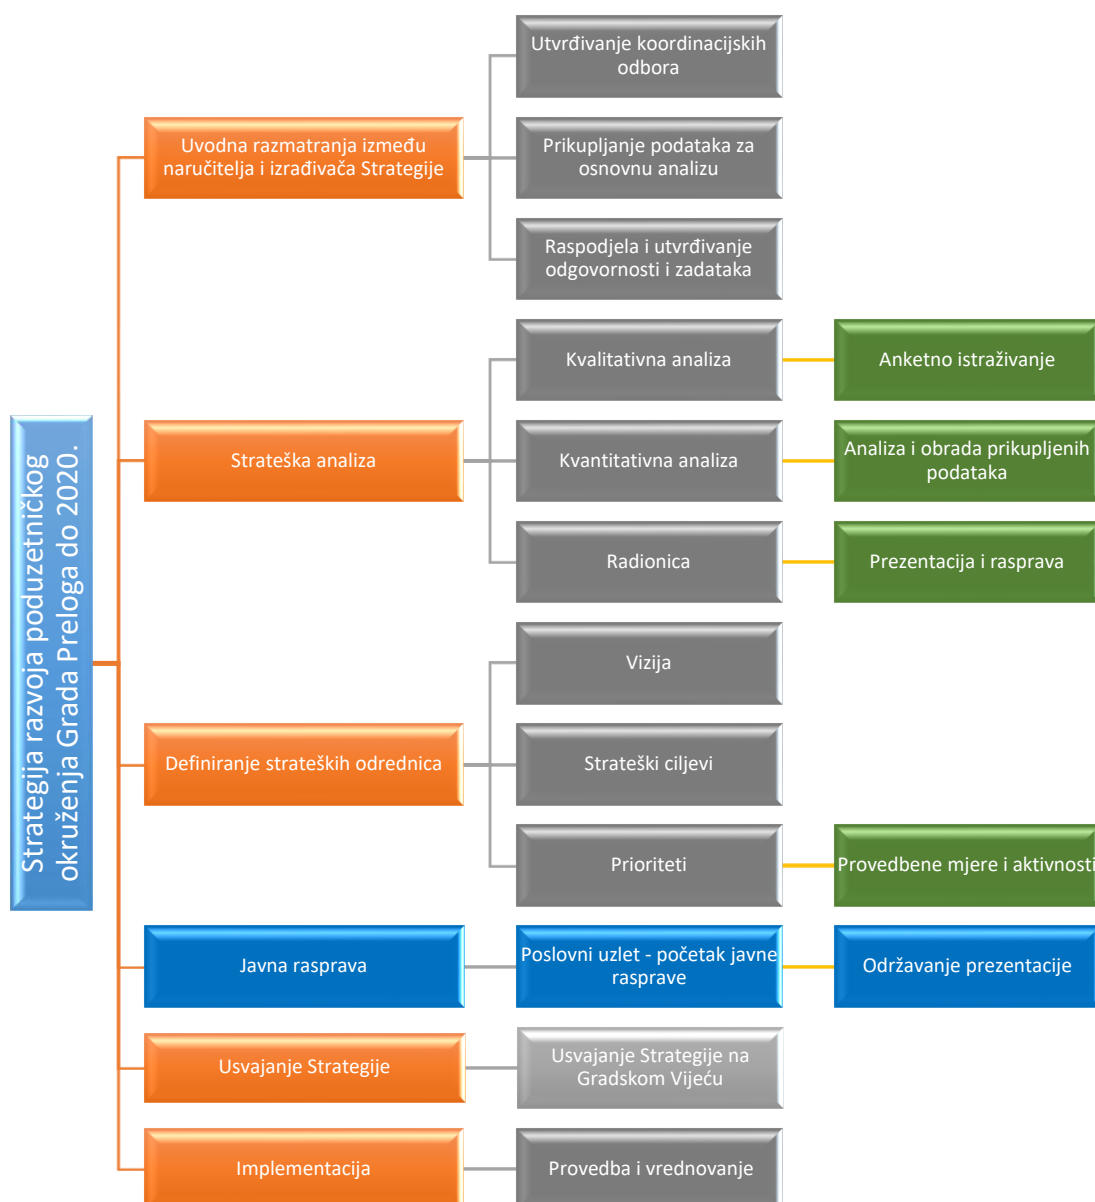 Strategija razvoja poduzetničkog
okruženja Grada Preloga do 2020.
Uvodna razmatranja između
naručitelja i izrađivača Strategije
Utvrđivanje koordinacijskih
odbora
Prikupljanje podataka za
osnovnu analizu
Raspodjela i utvrđivanje
odgovornosti i zadataka
Strateška analiza
Kvalitativna analiza
Anketno istraživanje
Kvantitativna analiza
Analiza i obrada prikupljenih
podataka
Radionica
Prezentacija i rasprava
Definiranje strateških odrednica
Vizija
Strateški ciljevi
Prioriteti
Provedbene mjere i aktivnosti
Javna rasprava
Poslovni uzlet - početak javne
rasprave
Održavanje prezentacije
Usvajanje Strategije
Usvajanje Strategije na
Gradskom Vijeću
Implementacija
Provedba i vrednovanje